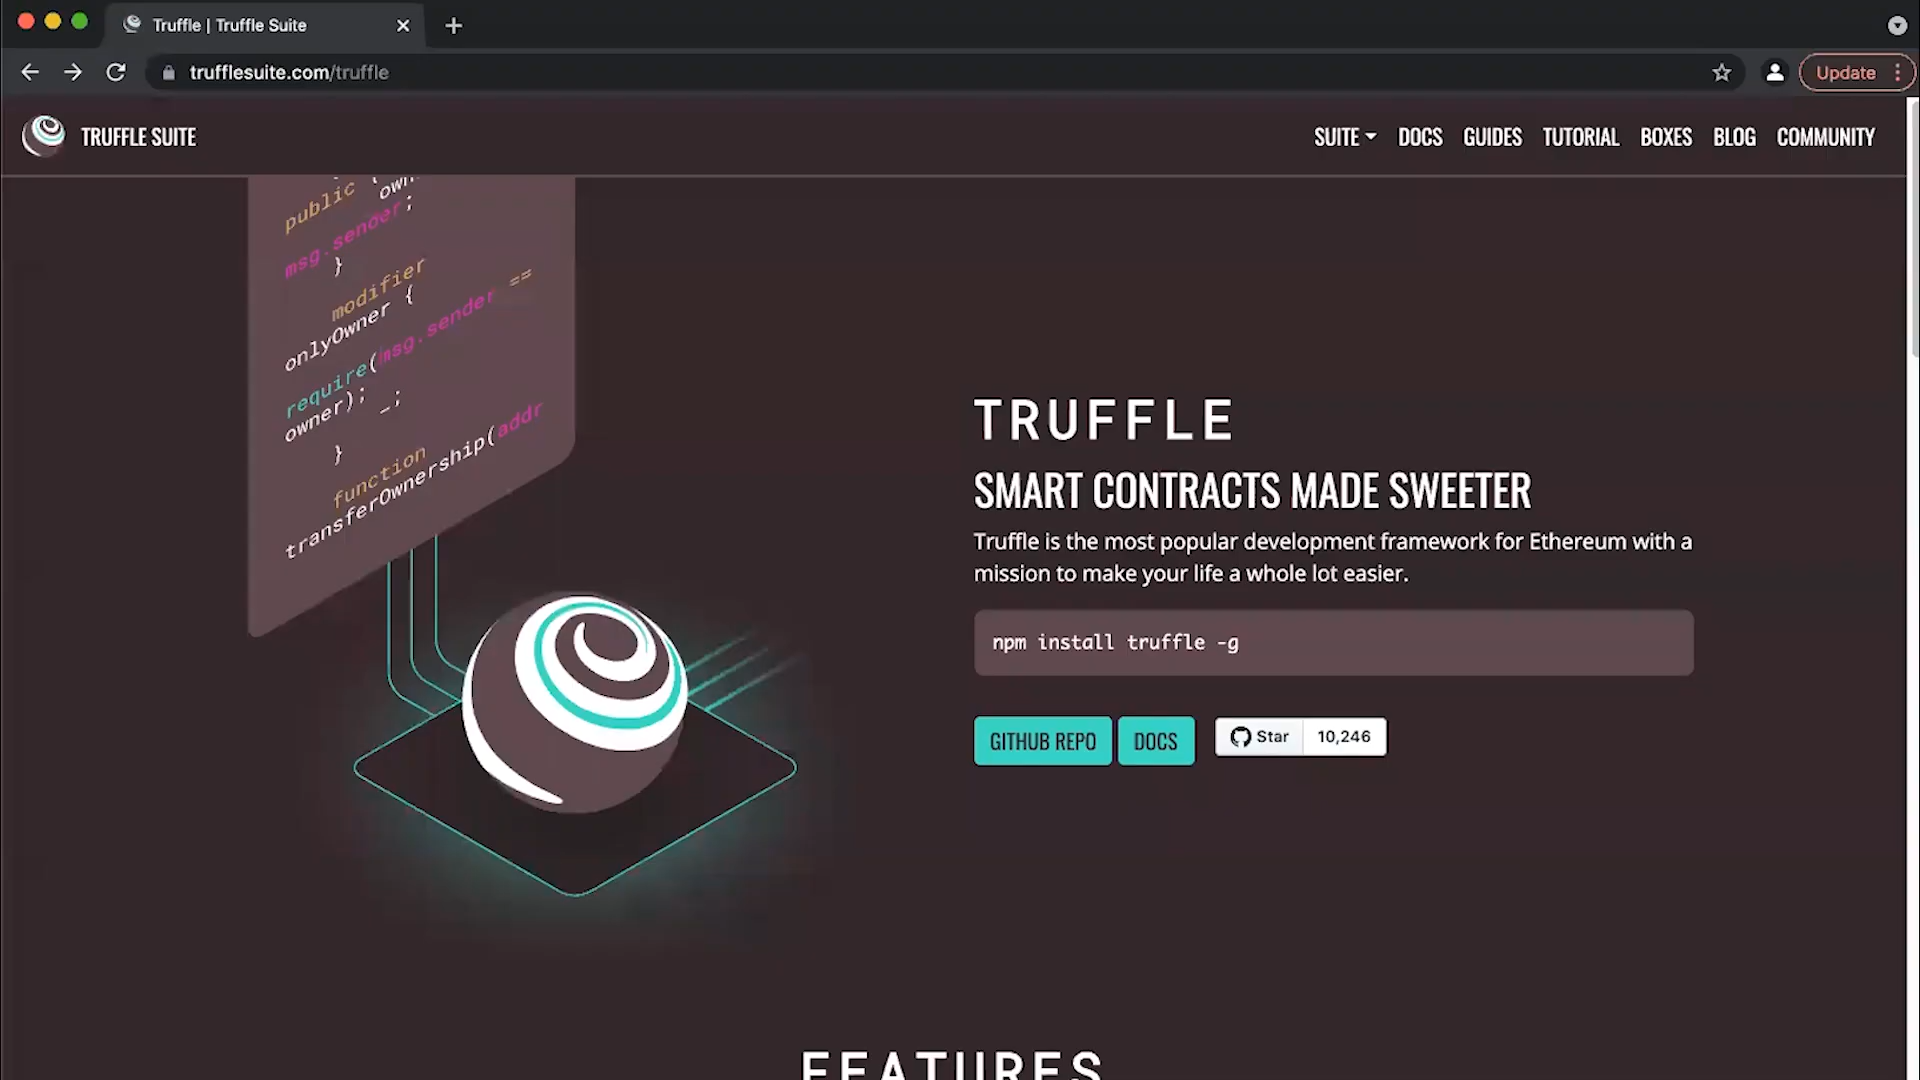 Truffle | Truffle Suite
trufflesuite.com/truffle
Update
TRUFFLE SUITE
SUITE DOCS GUIDES TUTORIAL BOXES BLOG COMMUNITY
public { own
msg.sender;
}
modifier
onlyOwner {
require(msg.sender ==
owner); _;
}
function
transferOwnership(addr
TRUFFLE
SMART CONTRACTS MADE SWEETER
Truffle is the most popular development framework for Ethereum with a
mission to make your life a whole lot easier.
npm install truffle -g
GITHUB REPO DOCS Star 10,246
FEATURES